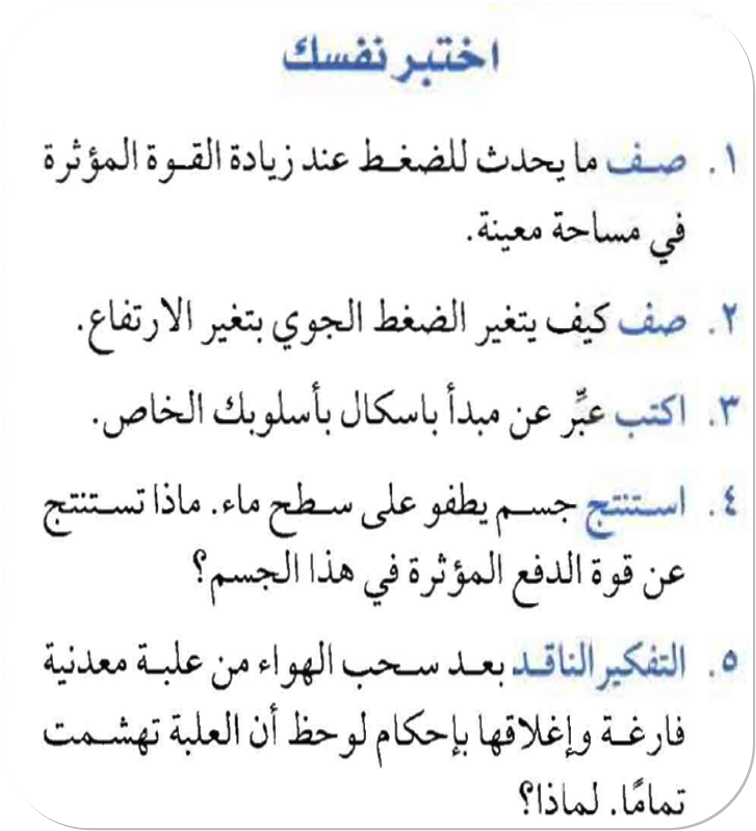 اختبر نفسك
١. صف ما يحدث للضغط عند زيادة القوة المؤثرة
في مساحة معينة.
٢. صف كيف يتغير الضغط الجوي بتغير الارتفاع.
٣. اكتب عبِّر عن مبدأ باسكال بأسلوبك الخاص.
٤. استنتج جسم يطفو على سطح ماء. ماذا تستنتج
عن قوة الدفع المؤثرة في هذا الجسم؟
٥. التفكير الناقد بعد سحب الهواء من علبة معدنية
فارغة وإغلاقها بإحكام لوحظ أن العلبة تهشمت
تمامًا. لماذا؟